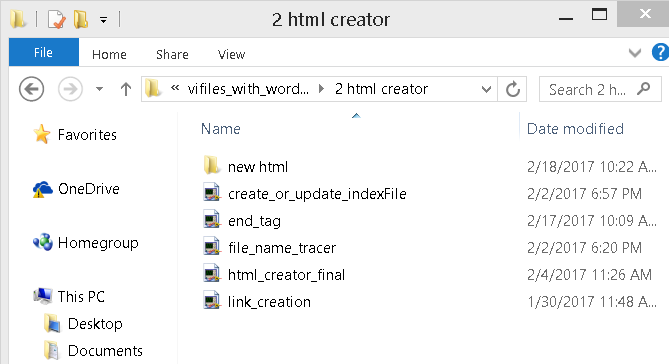 2 html creator
File
Home
Share
View
« vifiles_with_word... 2 html creator
Search 2 h...
Name
Date modified
Favorites
OneDrive
Homegroup
This PC
Desktop
Documents
new html 2/18/2017 10:22 A...
create_or_update_indexFile 2/2/2017 6:57 PM
end_tag 2/17/2017 10:09 A...
file_name_tracer 2/2/2017 6:20 PM
html_creator_final 2/4/2017 11:26 AM
link_creation 1/30/2017 11:48 A...